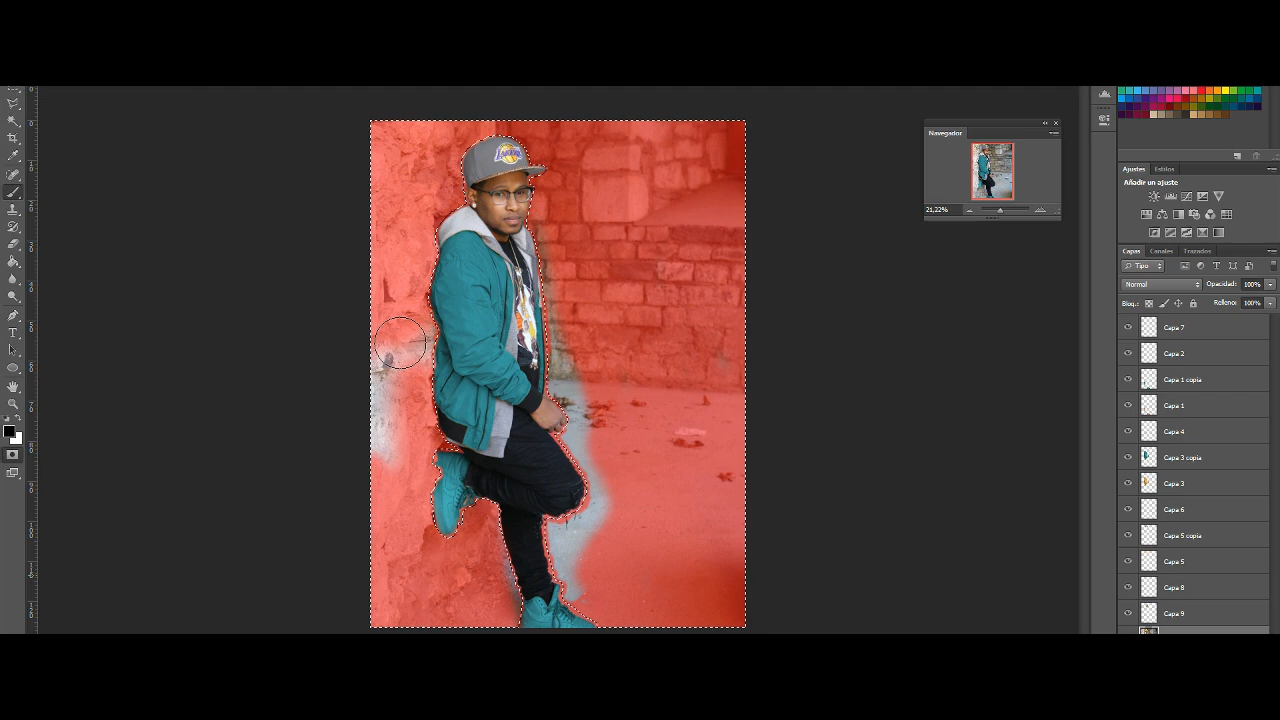 Navegador
21,22%
Ajustes Estilos
Añadir un ajuste
Capas Canales Trazados
Tipo
Normal Opacidad: 100%
Bloq.: Relleno: 100%
Capa 7
Capa 2
Capa 1 copia
Capa 1
Capa 4
Capa 3 copia
Capa 3
Capa 6
Capa 5 copia
Capa 5
Capa 8
Capa 9